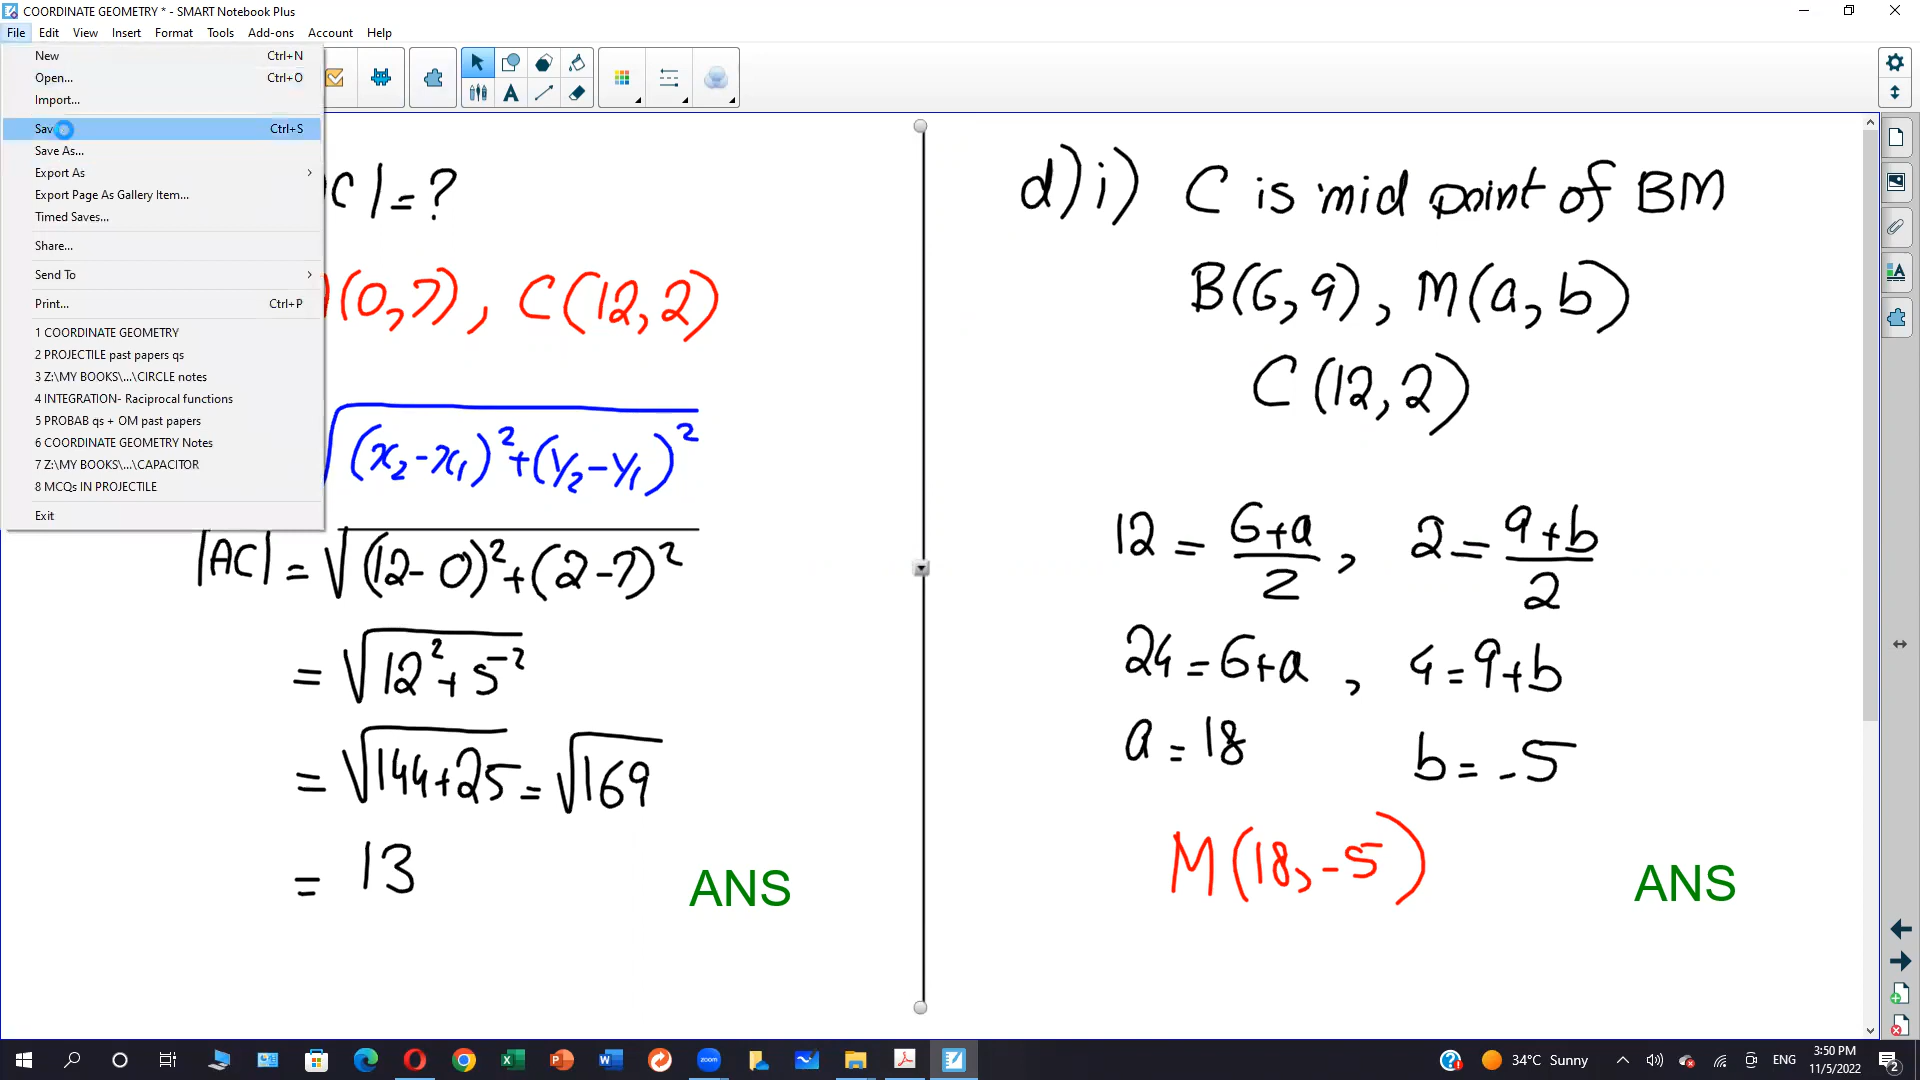 COORDINATE GEOMETRY * - SMART Notebook Plus
File Edit View Insert Format Tools Add-ons Account Help
New Ctrl+N
Open... Ctrl+O
Import...
Save Ctrl+S
Save As...
Export As
Export Page As Gallery Item...
Timed Saves...
Share...
Send To
Print... Ctrl+P
1 COORDINATE GEOMETRY
2 PROJECTILE past papers qs
3 Z:\MY BOOKS\...\CIRCLE notes
4 INTEGRATION- Raciprocal functions
5 PROBAB qs + OM past papers
6 COORDINATE GEOMETRY Notes
7 Z:\MY BOOKS\...\CAPACITOR
8 MCQs IN PROJECTILE
Exit
C| = ?
(0,7), C(12,2)
√(x₂-x₁)²+(y₂-y₁)²
|AC| = √(12-0)²+(2-7)²
= √12²+5²
= √144+25 = √169
= 13
ANS
d)i) C is mid point of BM
B(6,9), M(a,b)
C(12,2)
12 = 6+a/2, 2 = 9+b/2
24 = 6+a, 4 = 9+b
a = 18 b = -5
M(18,-5)
ANS
34°C Sunny
ENG
3:50 PM
11/5/2022
2